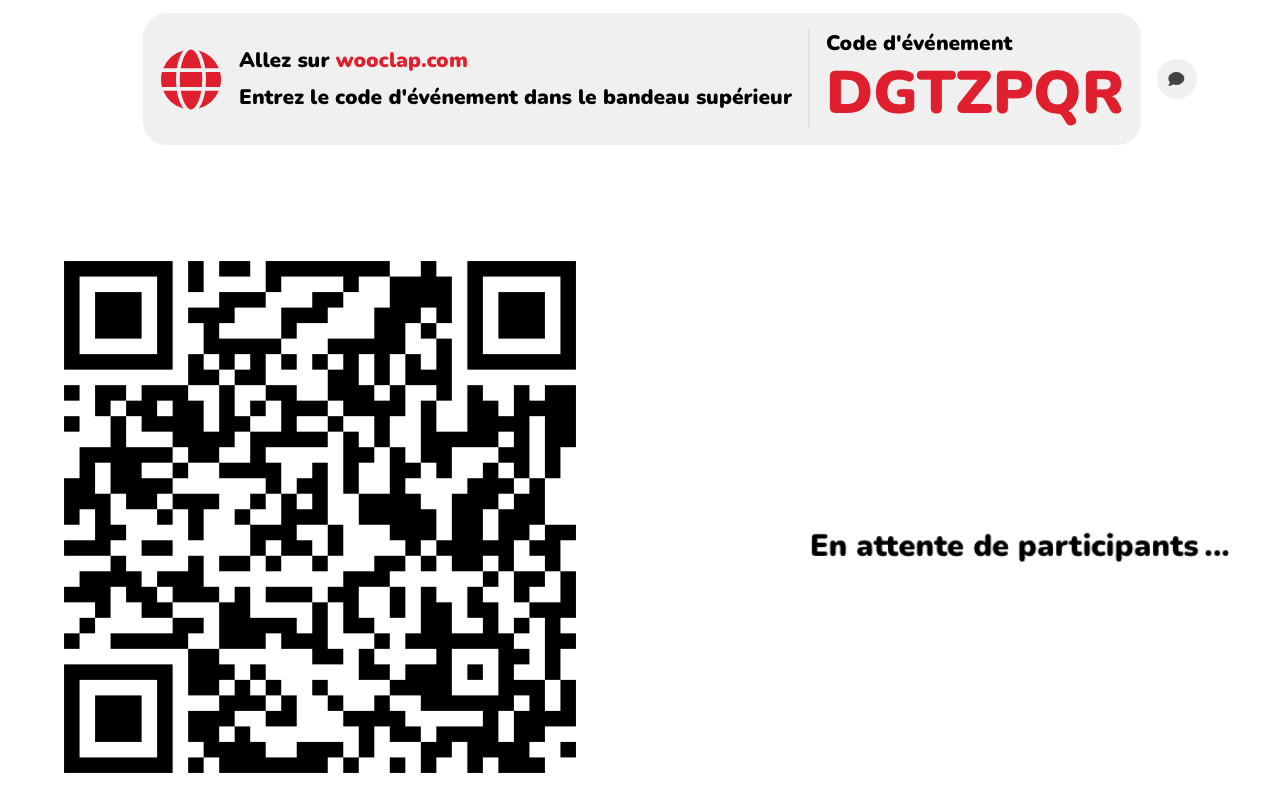 Allez sur wooclap.com
Entrez le code d'événement dans le bandeau supérieur
Code d'événement
DGTZPQR
En attente de participants ...